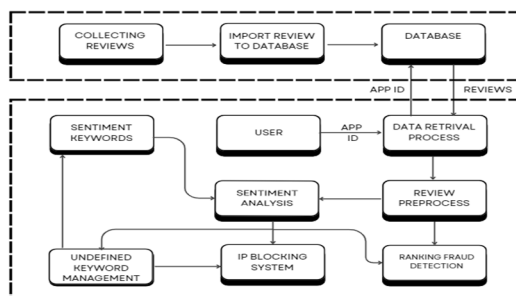 COLLECTING
REVIEWS
IMPORT REVIEW
TO DATABASE
DATABASE
APP ID
REVIEWS
SENTIMENT
KEYWORDS
USER
APP
ID
DATA RETRIVAL
PROCESS
SENTIMENT
ANALYSIS
REVIEW
PREPROCESS
UNDEFINED
KEYWORD
MANAGEMENT
IP BLOCKING
SYSTEM
RANKING FRAUD
DETECTION